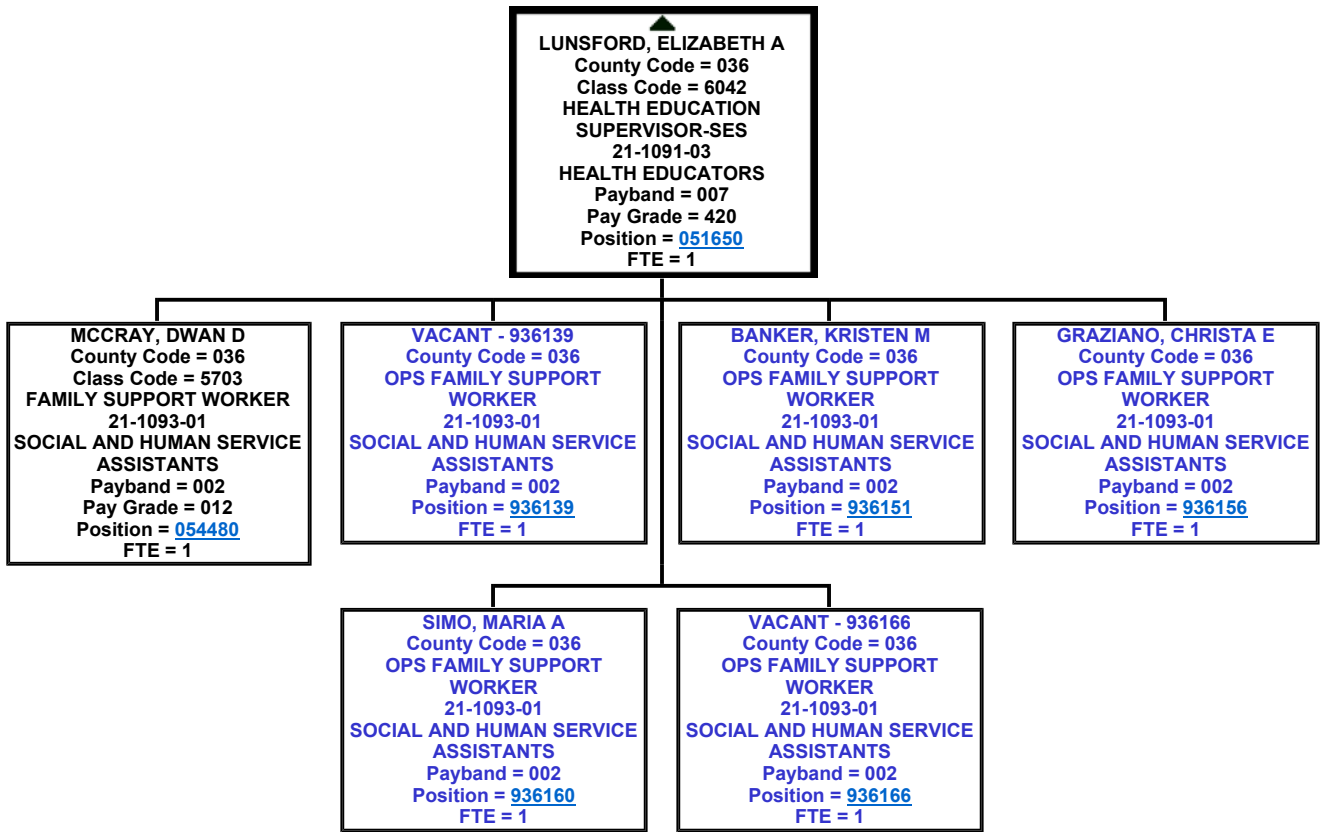 LUNSFORD, ELIZABETH A
County Code = 036
Class Code = 6042
HEALTH EDUCATION
SUPERVISOR-SES
21-1091-03
HEALTH EDUCATORS
Payband = 007
Pay Grade = 420
Position = 051650
FTE = 1
MCCRAY, DWAN D
County Code = 036
Class Code = 5703
FAMILY SUPPORT WORKER
21-1093-01
SOCIAL AND HUMAN SERVICE
ASSISTANTS
Payband = 002
Pay Grade = 012
Position = 054480
FTE = 1
VACANT - 936139
County Code = 036
OPS FAMILY SUPPORT
WORKER
21-1093-01
SOCIAL AND HUMAN SERVICE
ASSISTANTS
Payband = 002
Position = 936139
FTE = 1
BANKER, KRISTEN M
County Code = 036
OPS FAMILY SUPPORT
WORKER
21-1093-01
SOCIAL AND HUMAN SERVICE
ASSISTANTS
Payband = 002
Position = 936151
FTE = 1
GRAZIANO, CHRISTA E
County Code = 036
OPS FAMILY SUPPORT
WORKER
21-1093-01
SOCIAL AND HUMAN SERVICE
ASSISTANTS
Payband = 002
Position = 936156
FTE = 1
SIMO, MARIA A
County Code = 036
OPS FAMILY SUPPORT
WORKER
21-1093-01
SOCIAL AND HUMAN SERVICE
ASSISTANTS
Payband = 002
Position = 936160
FTE = 1
VACANT - 936166
County Code = 036
OPS FAMILY SUPPORT
WORKER
21-1093-01
SOCIAL AND HUMAN SERVICE
ASSISTANTS
Payband = 002
Position = 936166
FTE = 1